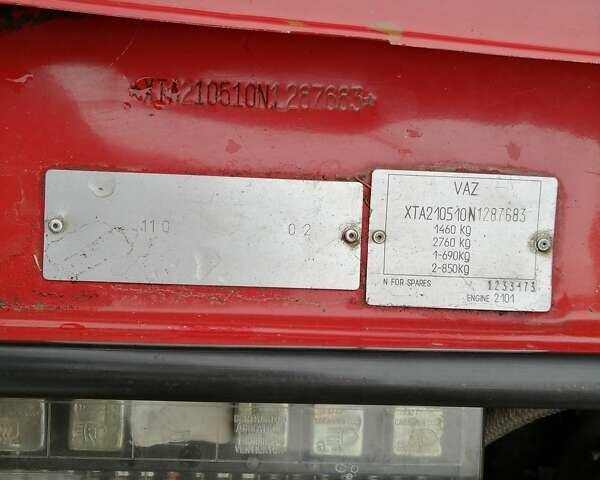 ★XTA210510N1287683★
110 02
VAZ
XTA210510N1287683
1460 KG
2760 KG
1-690KG
2-850KG
N FOR SPARES 1233473
ENGINE 2101